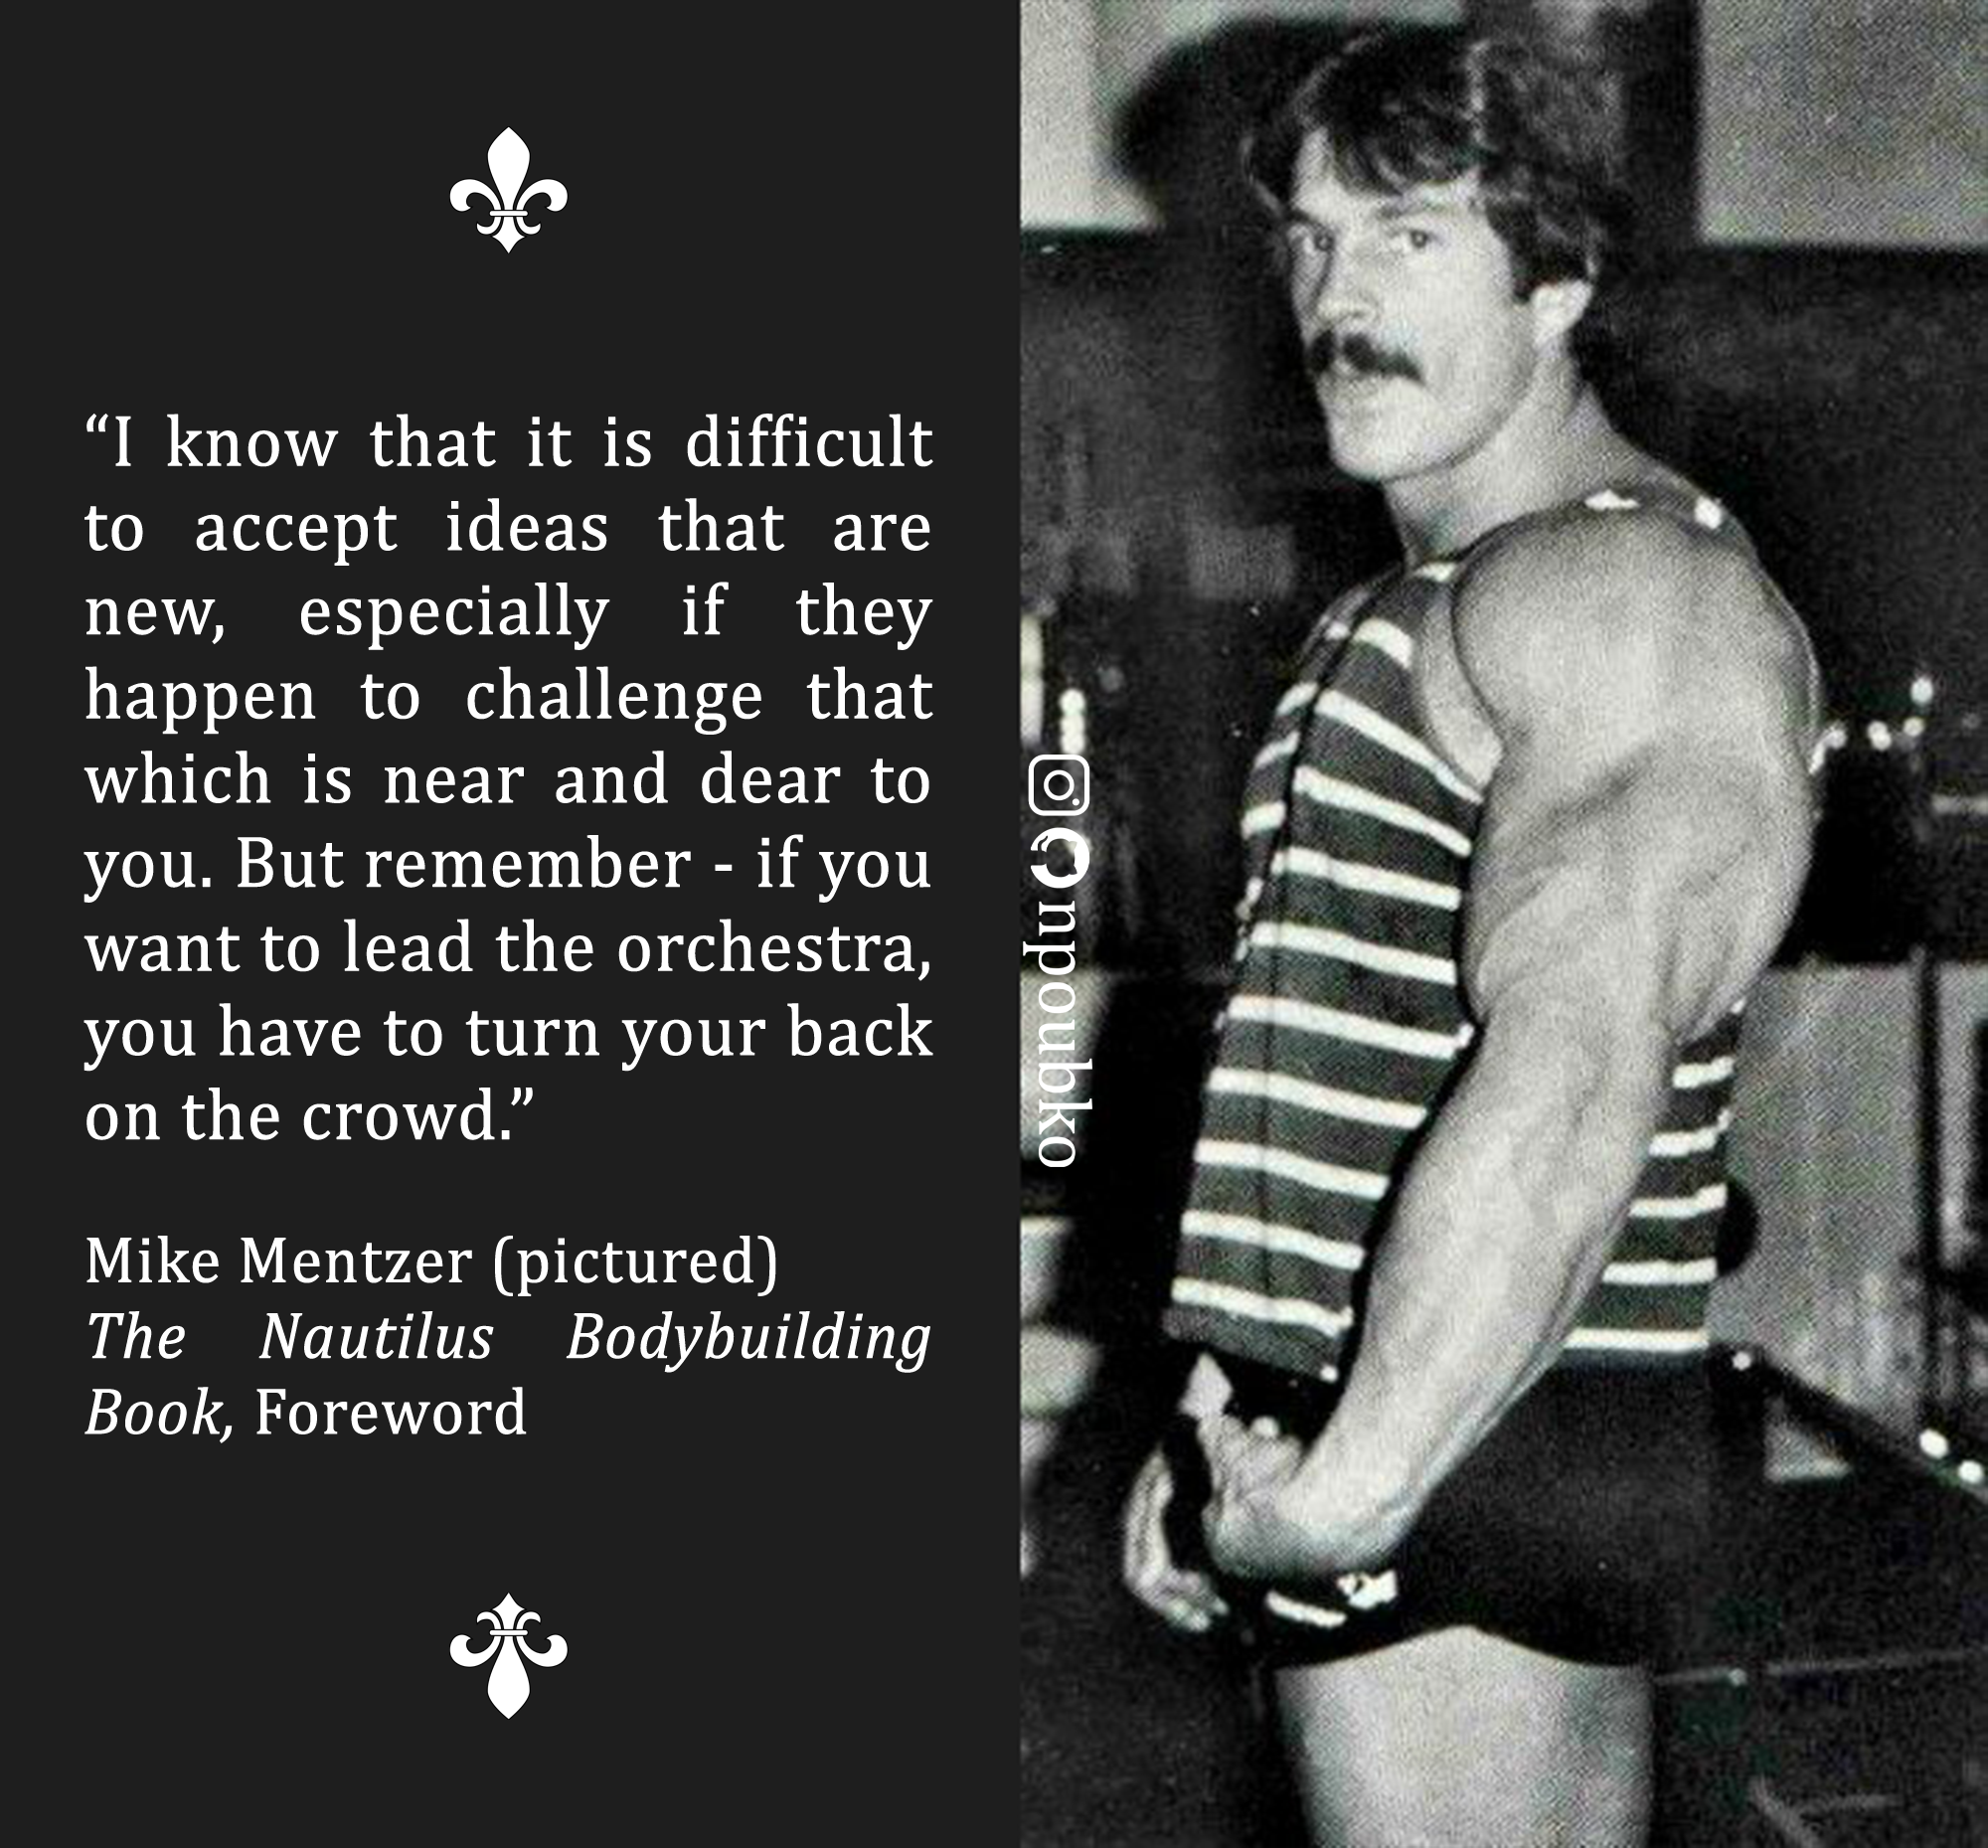 “I know that it is difficult
to accept ideas that are
new, especially if they
happen to challenge that
which is near and dear to
you. But remember - if you
want to lead the orchestra,
you have to turn your back
on the crowd.”
Mike Mentzer (pictured)
The Nautilus Bodybuilding
Book, Foreword
npoubko